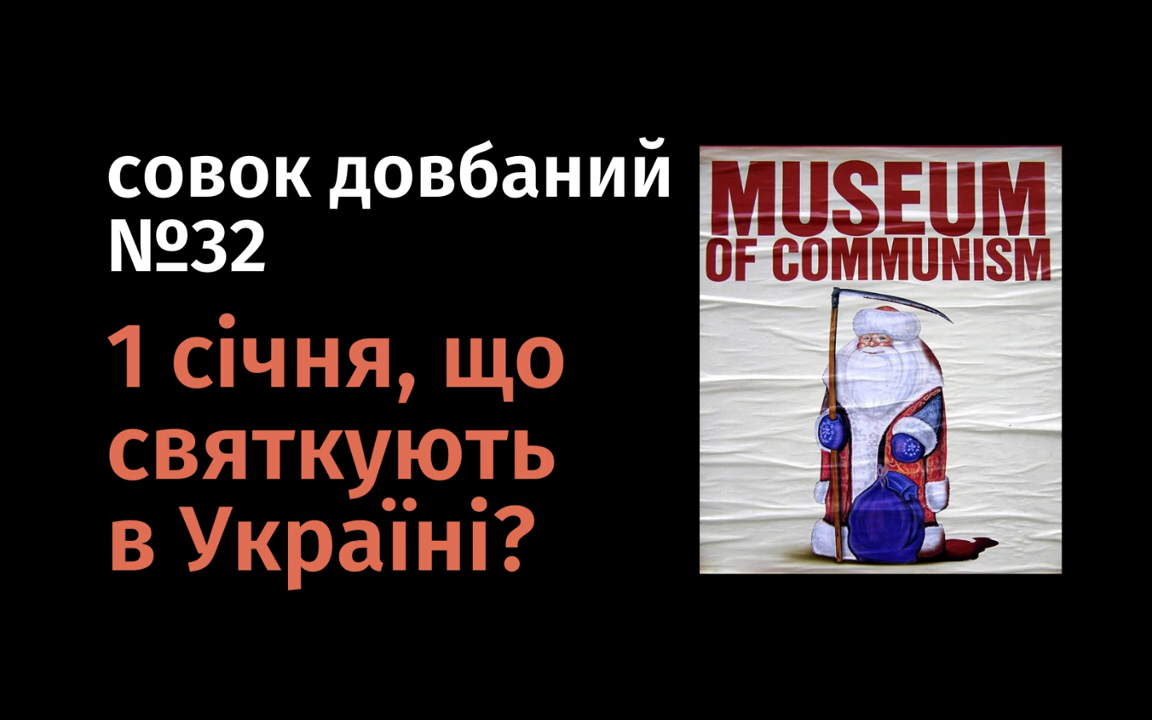 совок довбаний
№32
1 січня, що
святкують
в Україні?
MUSEUM
OF COMMUNISM